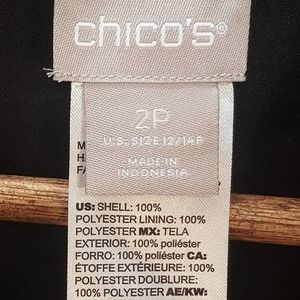 chico's®
2P
U.S. SIZE 12/14P
MADE IN
INDONESIA
M
H
FA
US: SHELL: 100%
POLYESTER LINING: 100%
POLYESTER MX: TELA
EXTERIOR: 100% poliéster
FORRO: 100% poliéster CA:
ÉTOFFE EXTÉRIEURE: 100%
POLYESTER DOUBLURE:
100% POLYESTER AE/KW: